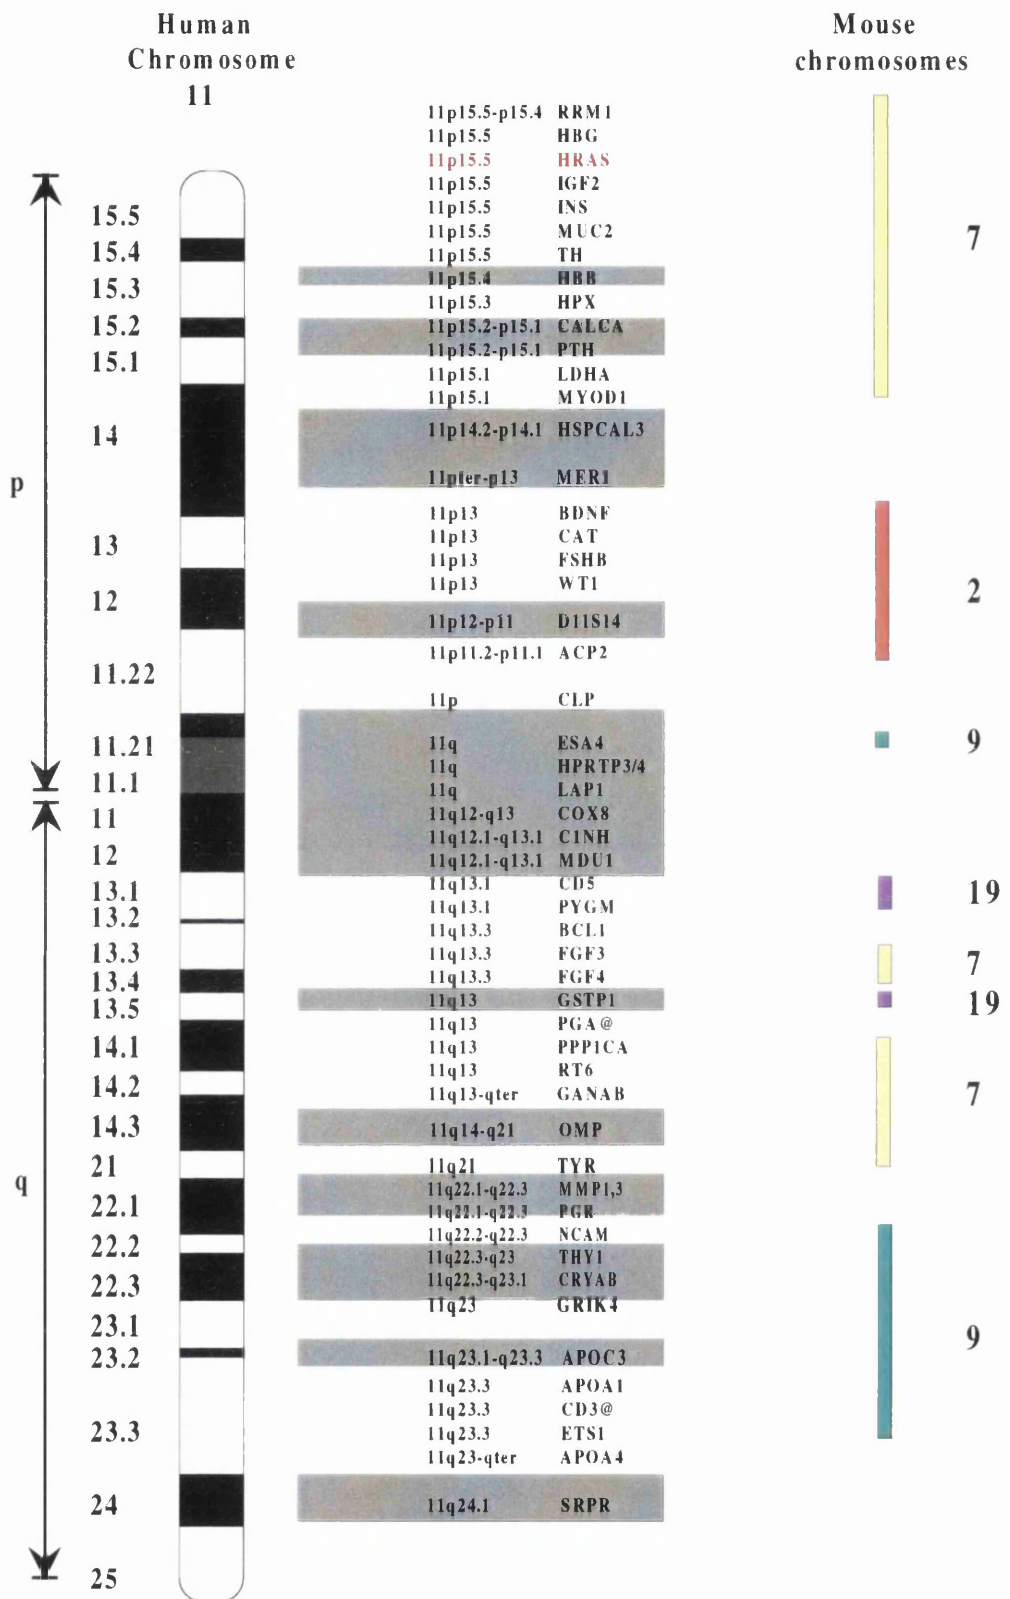 Human
Chromosome
11
Mouse
chromosomes
p
q
15.5
15.4
15.3
15.2
15.1
14
13
12
11.22
11.21
11.1
11
12
13.1
13.2
13.3
13.4
13.5
14.1
14.2
14.3
21
22.1
22.2
22.3
23.1
23.2
23.3
24
25
11p15.5-p15.4 RRM1
11p15.5 HBG
11p15.5 HRAS
11p15.5 IGF2
11p15.5 INS
11p15.5 MUC2
11p15.5 TH
11p15.4 HBB
11p15.3 HPX
11p15.2-p15.1 CALCA
11p15.2-p15.1 PTH
11p15.1 LDHA
11p15.1 MYOD1
11p14.2-p14.1 HSPCAL3
11pter-p13 MER1
11p13 BDNF
11p13 CAT
11p13 FSHB
11p13 WT1
11p12-p11 D11S14
11p11.2-p11.1 ACP2
11p CLP
11q ESA4
11q HPRTP3/4
11q LAP1
11q12-q13 COX8
11q12.1-q13.1 C1NH
11q12.1-q13.1 MDU1
11q13.1 CD5
11q13.1 PYGM
11q13.3 BCL1
11q13.3 FGF3
11q13.3 FGF4
11q13 GSTP1
11q13 PGA@
11q13 PPP1CA
11q13 RT6
11q13-qter GANAB
11q14-q21 OMP
11q21 TYR
11q22.1-q22.3 MMP1,3
11q22.1-q22.3 PGR
11q22.2-q22.3 NCAM
11q22.3-q23 THY1
11q22.3-q23.1 CRYAB
11q23 GRIK4
11q23.1-q23.3 APOC3
11q23.3 APOA1
11q23.3 CD3@
11q23.3 ETS1
11q23-qter APOA4
11q24.1 SRPR
7
2
9
19
7
19
7
9